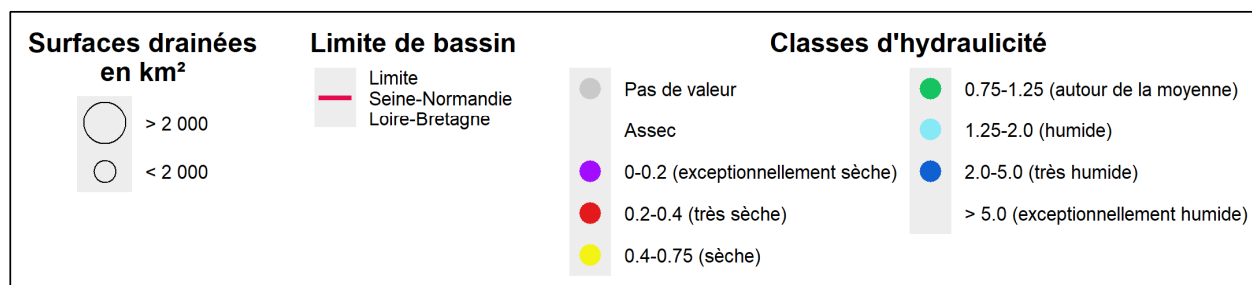 Surfaces drainées
en km²
> 2 000
< 2 000
Limite de bassin
Limite
Seine-Normandie
Loire-Bretagne
Classes d'hydraulicité
Pas de valeur
Assec
0-0.2 (exceptionnellement sèche)
0.2-0.4 (très sèche)
0.4-0.75 (sèche)
0.75-1.25 (autour de la moyenne)
1.25-2.0 (humide)
2.0-5.0 (très humide)
> 5.0 (exceptionnellement humide)